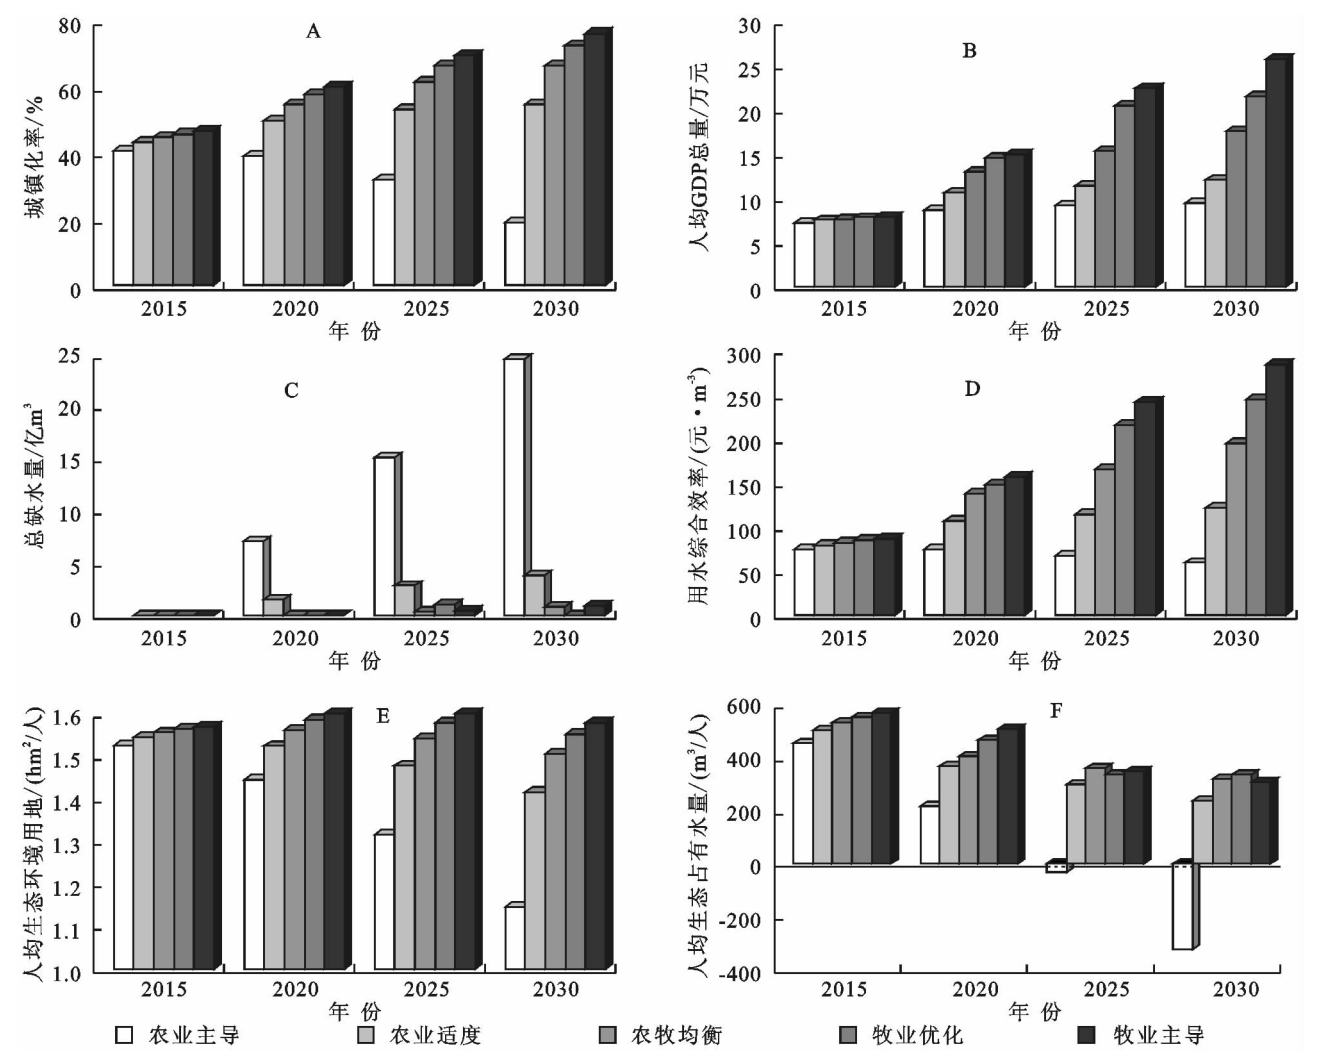 A
城镇化率/%
80
60
40
20
0
2015 2020 2025 2030
年 份
B
人均GDP总量/万元
30
25
20
15
10
5
0
2015 2020 2025 2030
年 份
C
总缺水量/亿m³
25
20
15
10
5
0
2015 2020 2025 2030
年 份
D
用水综合效率/(元·m⁻³)
300
250
200
150
100
50
0
2015 2020 2025 2030
年 份
E
人均生态环境用地/(hm²/人)
1.6
1.5
1.4
1.3
1.2
1.1
1.0
2015 2020 2025 2030
年 份
F
人均生态占有水量/(m³/人)
600
400
200
0
-200
-400
2015 2020 2025 2030
年 份
农业主导 农业适度 农牧均衡 牧业优化 牧业主导